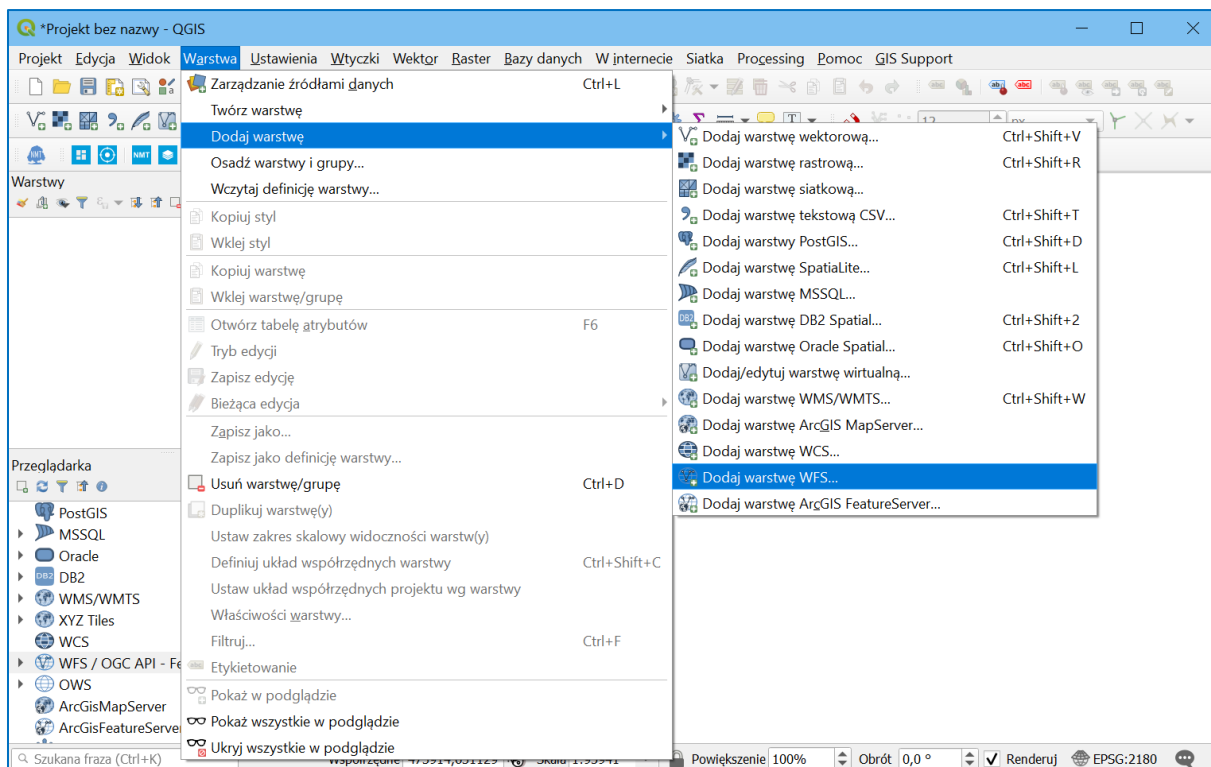 *Projekt bez nazwy - QGIS
Projekt Edycja Widok Warstwa Ustawienia Wtyczki Wektor Raster Bazy danych W internecie Siatka Processing Pomoc GIS Support
Zarządzanie źródłami danych Ctrl+L
Twórz warstwę
Dodaj warstwę
Osadź warstwy i grupy...
Wczytaj definicję warstwy...
Kopiuj styl
Wklej styl
Kopiuj warstwę
Wklej warstwę/grupę
Otwórz tabelę atrybutów F6
Tryb edycji
Zapisz edycję
Bieżąca edycja
Zapisz jako...
Zapisz jako definicję warstwy...
Usuń warstwę/grupę Ctrl+D
Duplikuj warstwę(y)
Ustaw zakres skalowy widoczności warstw(y)
Definiuj układ współrzędnych warstwy Ctrl+Shift+C
Ustaw układ współrzędnych projektu wg warstwy
Właściwości warstwy...
Filtruj... Ctrl+F
Etykietowanie
Pokaż w podglądzie
Pokaż wszystkie w podglądzie
Ukryj wszystkie w podglądzie
Dodaj warstwę wektorową... Ctrl+Shift+V
Dodaj warstwę rastrową... Ctrl+Shift+R
Dodaj warstwę siatkową...
Dodaj warstwę tekstową CSV... Ctrl+Shift+T
Dodaj warstwy PostGIS... Ctrl+Shift+D
Dodaj warstwę SpatiaLite... Ctrl+Shift+L
Dodaj warstwę MSSQL...
Dodaj warstwę DB2 Spatial... Ctrl+Shift+2
Dodaj warstwę Oracle Spatial... Ctrl+Shift+O
Dodaj/edytuj warstwę wirtualną...
Dodaj warstwę WMS/WMTS... Ctrl+Shift+W
Dodaj warstwę ArcGIS MapServer...
Dodaj warstwę WCS...
Dodaj warstwę WFS...
Dodaj warstwę ArcGIS FeatureServer...
NMT
Warstwy
Przeglądarka
PostGIS
MSSQL
Oracle
DB2
WMS/WMTS
XYZ Tiles
WCS
WFS / OGC API - Fe
OWS
ArcGisMapServer
ArcGisFeatureServer
Szukana fraza (Ctrl+K) Powiększenie 100% Obrót 0,0 ° Renderuj EPSG:2180